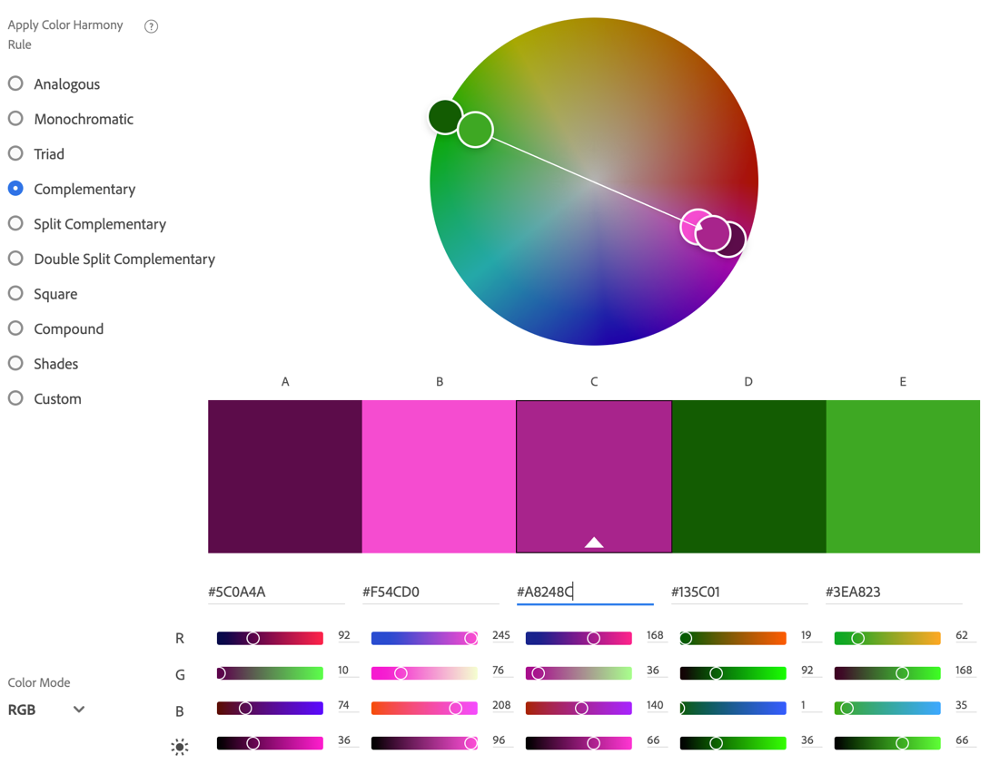 Apply Color Harmony
Rule
?
Analogous
Monochromatic
Triad
Complementary
Split Complementary
Double Split Complementary
Square
Compound
Shades
Custom
A B C D E
#5C0A4A #F54CD0 #A8248C #135C01 #3EA823
R 92 245 168 19 62
G 10 76 36 92 168
Color Mode
RGB
B 74 208 140 1 35
36 96 66 36 66